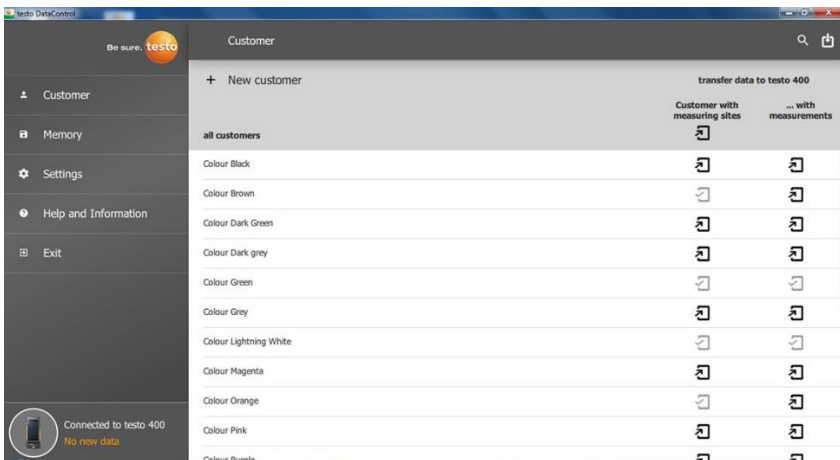 testo DataControl
Be sure. testo
Customer
Memory
Settings
Help and Information
Exit
Connected to testo 400
No new data
Customer
+ New customer
transfer data to testo 400
Customer with
measuring sites
... with
measurements
all customers
Colour Black
Colour Brown
Colour Dark Green
Colour Dark grey
Colour Green
Colour Grey
Colour Lightning White
Colour Magenta
Colour Orange
Colour Pink
Colour Purple